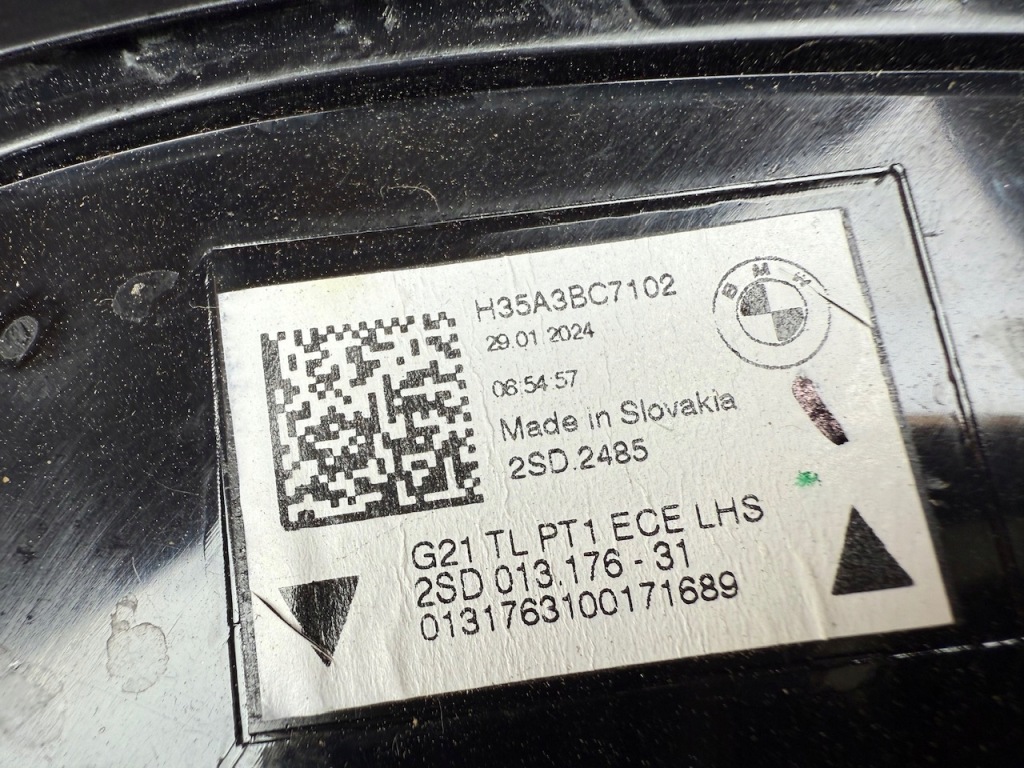 H35A3BC7102
29.01 2024
06:54:57
Made in Slovakia
2SD.2485
BMW
G21 TL PT1 ECE LHS
2SD 013.176 - 31
0131763100171689